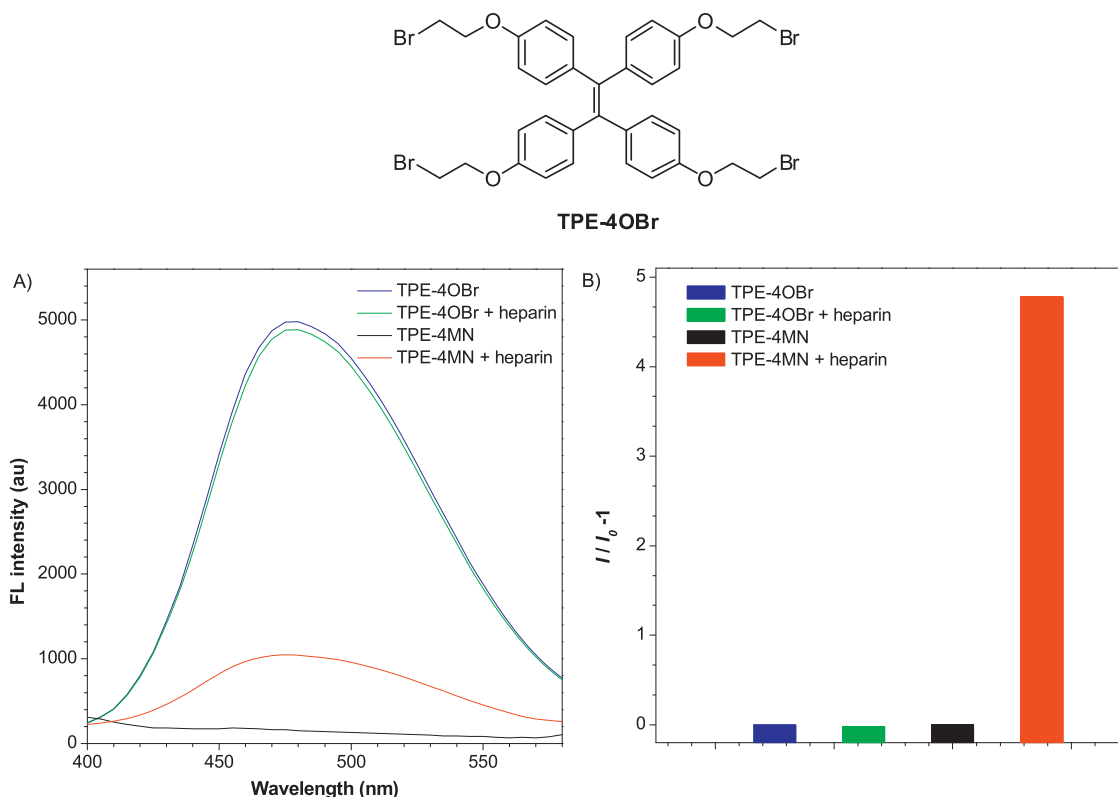 Br O O Br
Br O O Br
TPE-4OBr
A)
TPE-4OBr
TPE-4OBr + heparin
TPE-4MN
TPE-4MN + heparin
5000
4000
3000
2000
1000
0
FL intensity (au)
400 450 500 550
Wavelength (nm)
B)
TPE-4OBr
TPE-4OBr + heparin
TPE-4MN
TPE-4MN + heparin
5
4
3
2
1
0
I / I0 -1